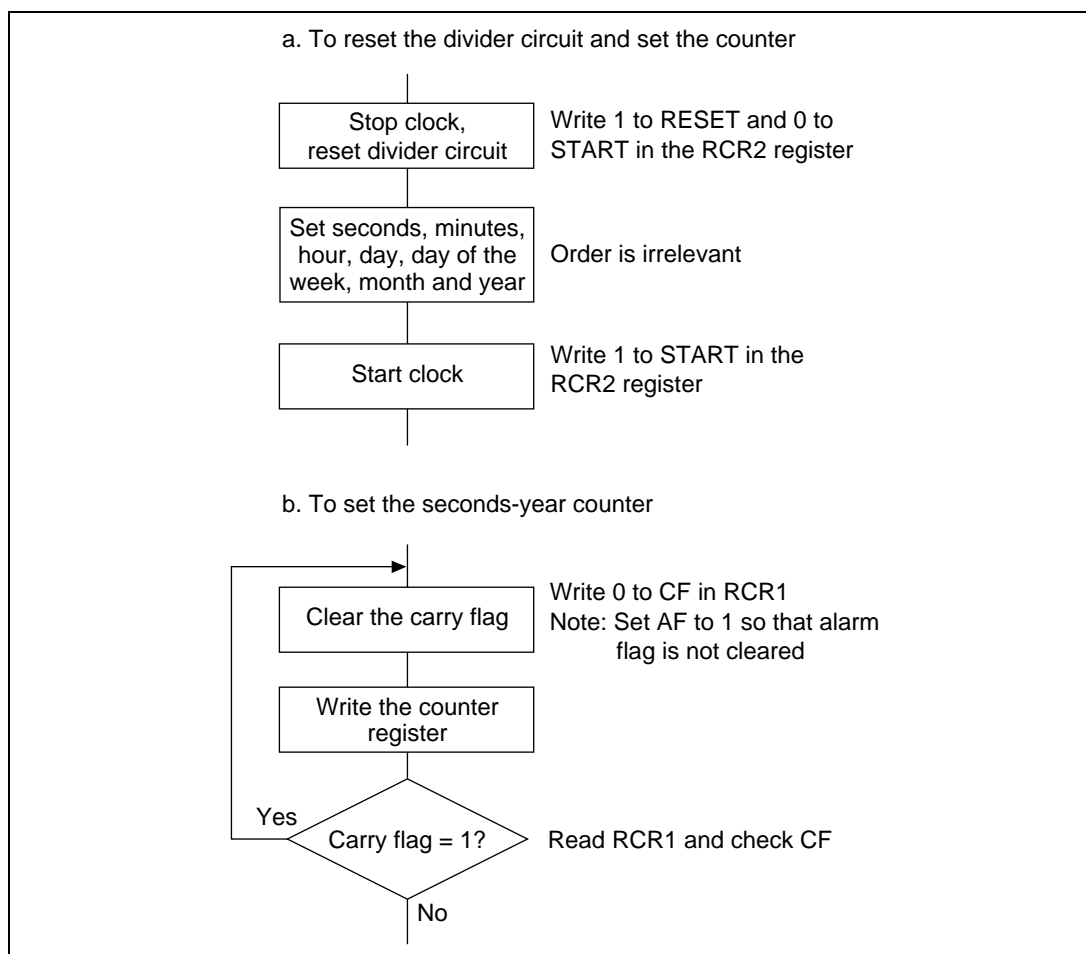 a. To reset the divider circuit and set the counter
Stop clock,
reset divider circuit
Write 1 to RESET and 0 to
START in the RCR2 register
Set seconds, minutes,
hour, day, day of the
week, month and year
Order is irrelevant
Start clock
Write 1 to START in the
RCR2 register
b. To set the seconds-year counter
Clear the carry flag
Write 0 to CF in RCR1
Note: Set AF to 1 so that alarm
flag is not cleared
Write the counter
register
Yes
Carry flag = 1?
Read RCR1 and check CF
No